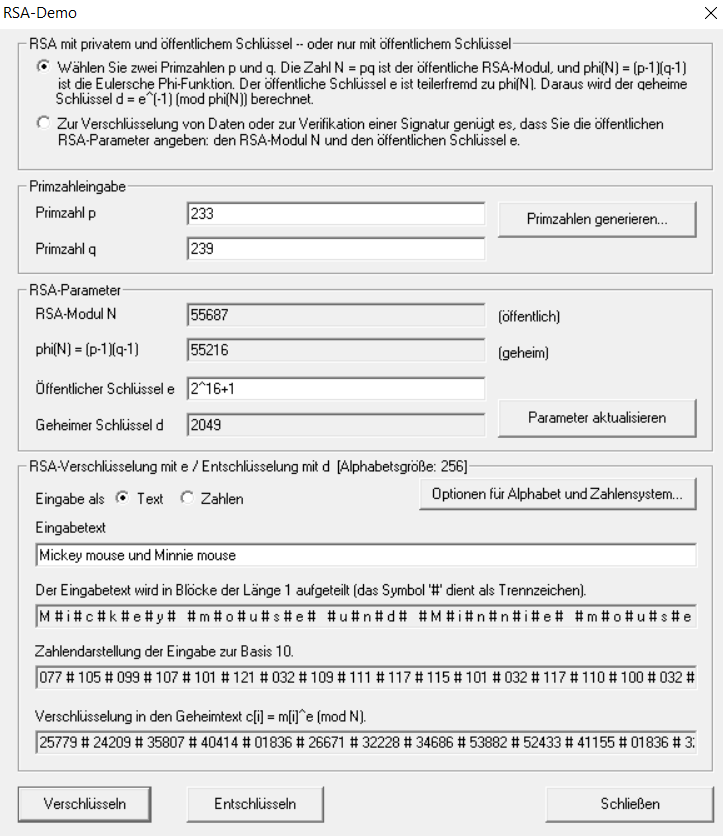 RSA-Demo
RSA mit privatem und öffentlichem Schlüssel -- oder nur mit öffentlichem Schlüssel
Wählen Sie zwei Primzahlen p und q. Die Zahl N = pq ist der öffentliche RSA-Modul, und phi(N) = (p-1)(q-1)
ist die Eulersche Phi-Funktion. Der öffentliche Schlüssel e ist teilerfremd zu phi(N). Daraus wird der geheime
Schlüssel d = e^(-1) (mod phi(N)) berechnet.
Zur Verschlüsselung von Daten oder zur Verifikation einer Signatur genügt es, dass Sie die öffentlichen
RSA-Parameter angeben: den RSA-Modul N und den öffentlichen Schlüssel e.
Primzahleingabe
Primzahl p 233 Primzahlen generieren...
Primzahl q 239
RSA-Parameter
RSA-Modul N 55687 (öffentlich)
phi(N) = (p-1)(q-1) 55216 (geheim)
Öffentlicher Schlüssel e 2^16+1
Geheimer Schlüssel d 2049 Parameter aktualisieren
RSA-Verschlüsselung mit e / Entschlüsselung mit d [Alphabetsgröße: 256]
Eingabe als Text Zahlen Optionen für Alphabet und Zahlensystem...
Eingabetext
Mickey mouse und Minnie mouse
Der Eingabetext wird in Blöcke der Länge 1 aufgeteilt (das Symbol '#' dient als Trennzeichen).
M # i # c # k # e # y #   # m # o # u # s # e #   # u # n # d #   # M # i # n # n # i # e #   # m # o # u # s # e
Zahlendarstellung der Eingabe zur Basis 10.
077 # 105 # 099 # 107 # 101 # 121 # 032 # 109 # 111 # 117 # 115 # 101 # 032 # 117 # 110 # 100 # 032 #
Verschlüsselung in den Geheimtext c[i] = m[i]^e (mod N).
25779 # 24209 # 35807 # 40414 # 01836 # 26671 # 32228 # 34686 # 53882 # 52433 # 41155 # 01836 # 32
Verschlüsseln Entschlüsseln Schließen